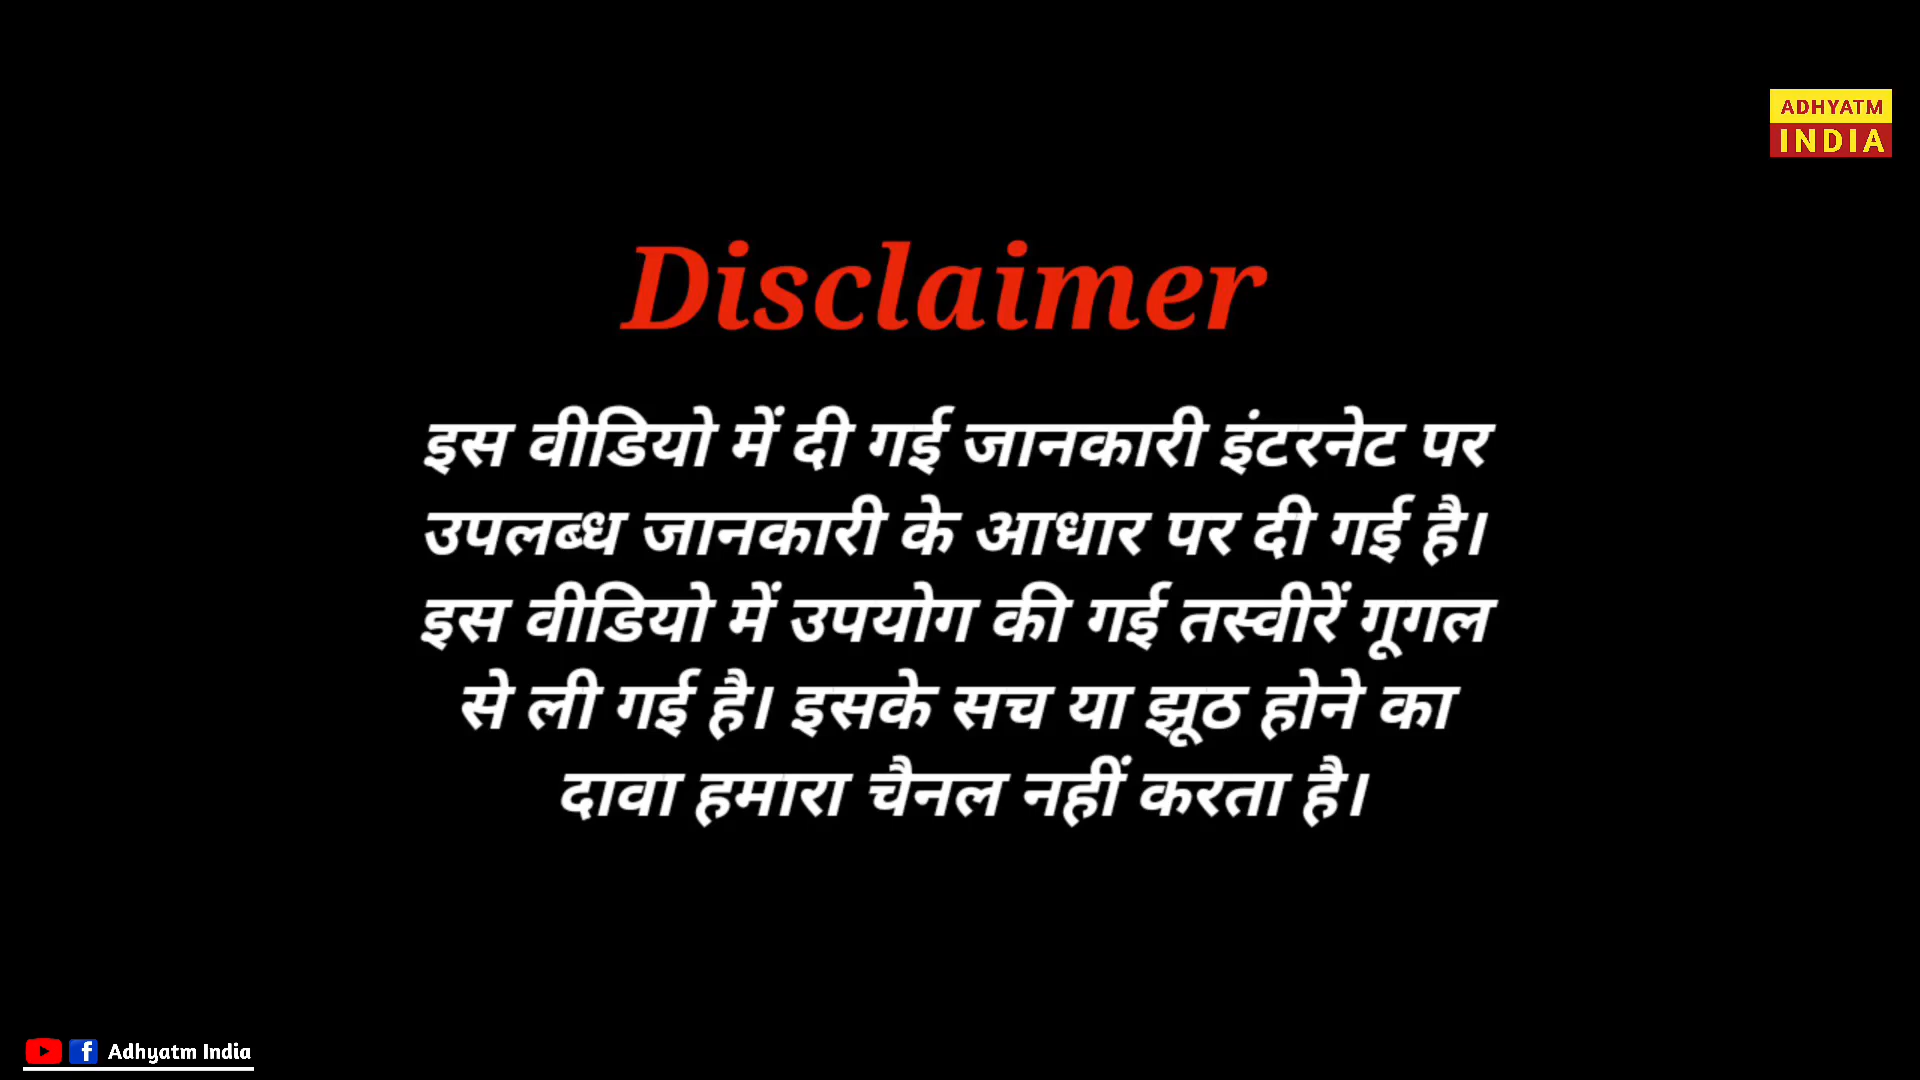 ADHYATM
INDIA
Disclaimer
इस वीडियो में दी गई जानकारी इंटरनेट पर
उपलब्ध जानकारी के आधार पर दी गई है।
इस वीडियो में उपयोग की गई तस्वीरें गूगल
से ली गई है। इसके सच या झूठ होने का
दावा हमारा चैनल नहीं करता है।
Adhyatm India